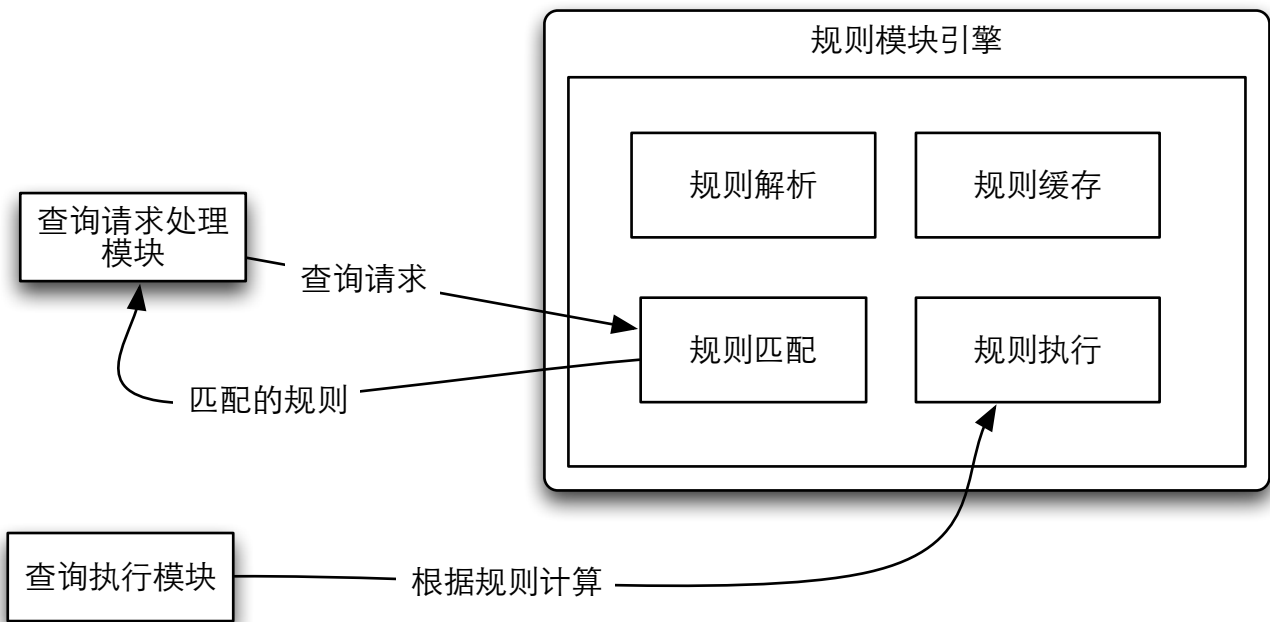 规则模块引擎
规则解析
规则缓存
查询请求处理
模块
查询请求
规则匹配
规则执行
匹配的规则
查询执行模块
根据规则计算